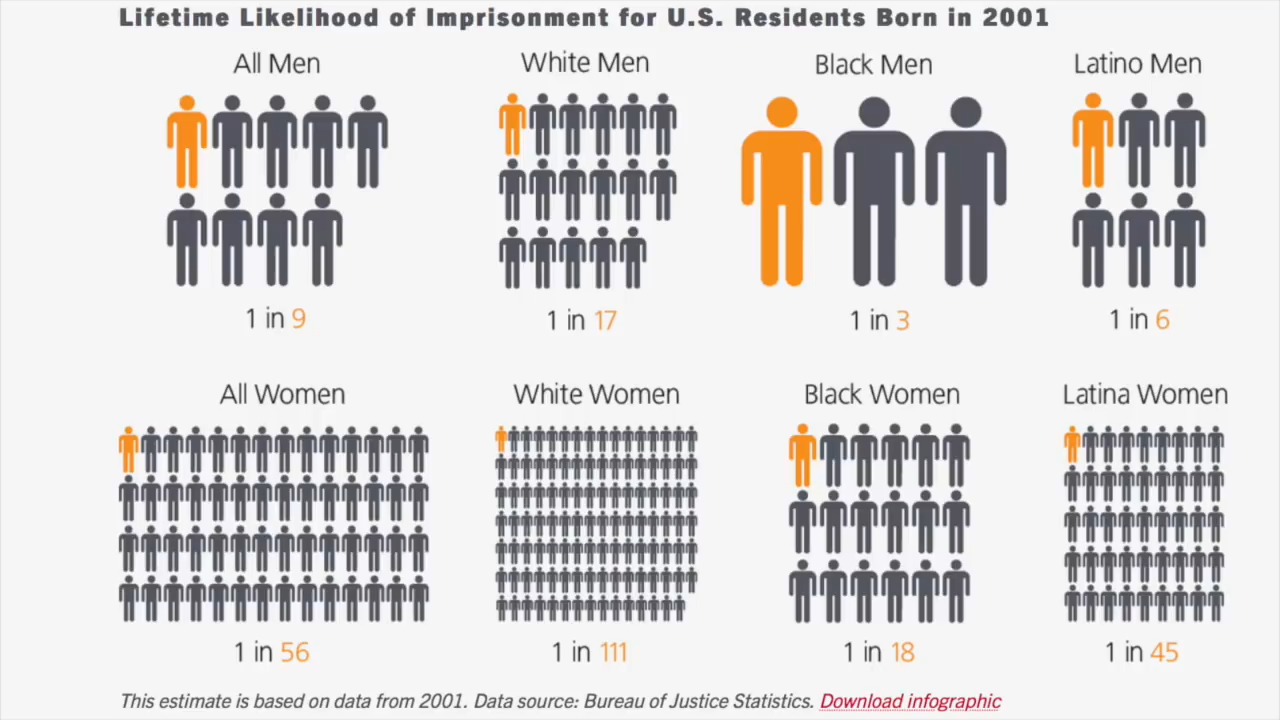 Lifetime Likelihood of Imprisonment for U.S. Residents Born in 2001
All Men
White Men
Black Men
Latino Men
1 in 9
1 in 17
1 in 3
1 in 6
All Women
White Women
Black Women
Latina Women
1 in 56
1 in 111
1 in 18
1 in 45
This estimate is based on data from 2001. Data source: Bureau of Justice Statistics. Download infographic